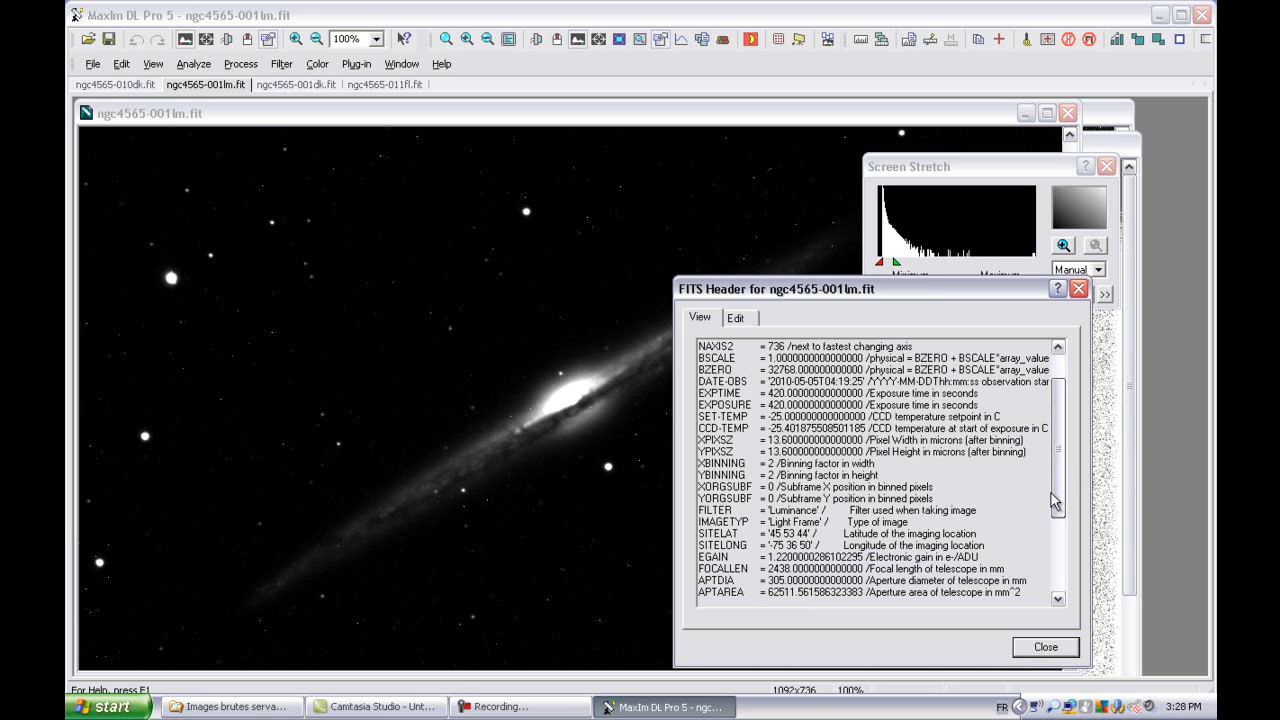 MaxIm DL Pro 5 - ngc4565-001lm.fit
100%
File Edit View Analyze Process Filter Color Plug-in Window Help
ngc4565-010dk.fit ngc4565-001lm.fit ngc4565-001dk.fit ngc4565-011fl.fit
ngc4565-001lm.fit
Screen Stretch
Minimum Maximum
Manual
>>
FITS Header for ngc4565-001lm.fit
View Edit
NAXIS2 = 736 /next to fastest changing axis
BSCALE = 1.0000000000000000 /physical = BZERO + BSCALE*array_value
BZERO = 32768.000000000000 /physical = BZERO + BSCALE*array_value
DATE-OBS = '2010-05-05T04:19:25' /YYYY-MM-DDThh:mm:ss observation star
EXPTIME = 420.00000000000000 /Exposure time in seconds
EXPOSURE = 420.00000000000000 /Exposure time in seconds
SET-TEMP = -25.000000000000000 /CCD temperature setpoint in C
CCD-TEMP = -25.401875508501185 /CCD temperature at start of exposure in C
XPIXSZ = 13.600000000000000 /Pixel Width in microns (after binning)
YPIXSZ = 13.600000000000000 /Pixel Height in microns (after binning)
XBINNING = 2 /Binning factor in width
YBINNING = 2 /Binning factor in height
XORGSUBF = 0 /Subframe X position in binned pixels
YORGSUBF = 0 /Subframe Y position in binned pixels
FILTER = 'Luminance' / Filter used when taking image
IMAGETYP = 'Light Frame' / Type of image
SITELAT = '45 53 44' / Latitude of the imaging location
SITELONG = '-75 36 50' / Longitude of the imaging location
EGAIN = 1.2200000286102295 /Electronic gain in e-/ADU
FOCALLEN = 2438.0000000000000 /Focal length of telescope in mm
APTDIA = 305.00000000000000 /Aperture diameter of telescope in mm
APTAREA = 62511.561586323383 /Aperture area of telescope in mm^2
Close
For Help, press F1 1092x736 100%
start Images brutes serva... Camtasia Studio - Unt... Recording... MaxIm DL Pro 5 - ngc... FR 3:28 PM